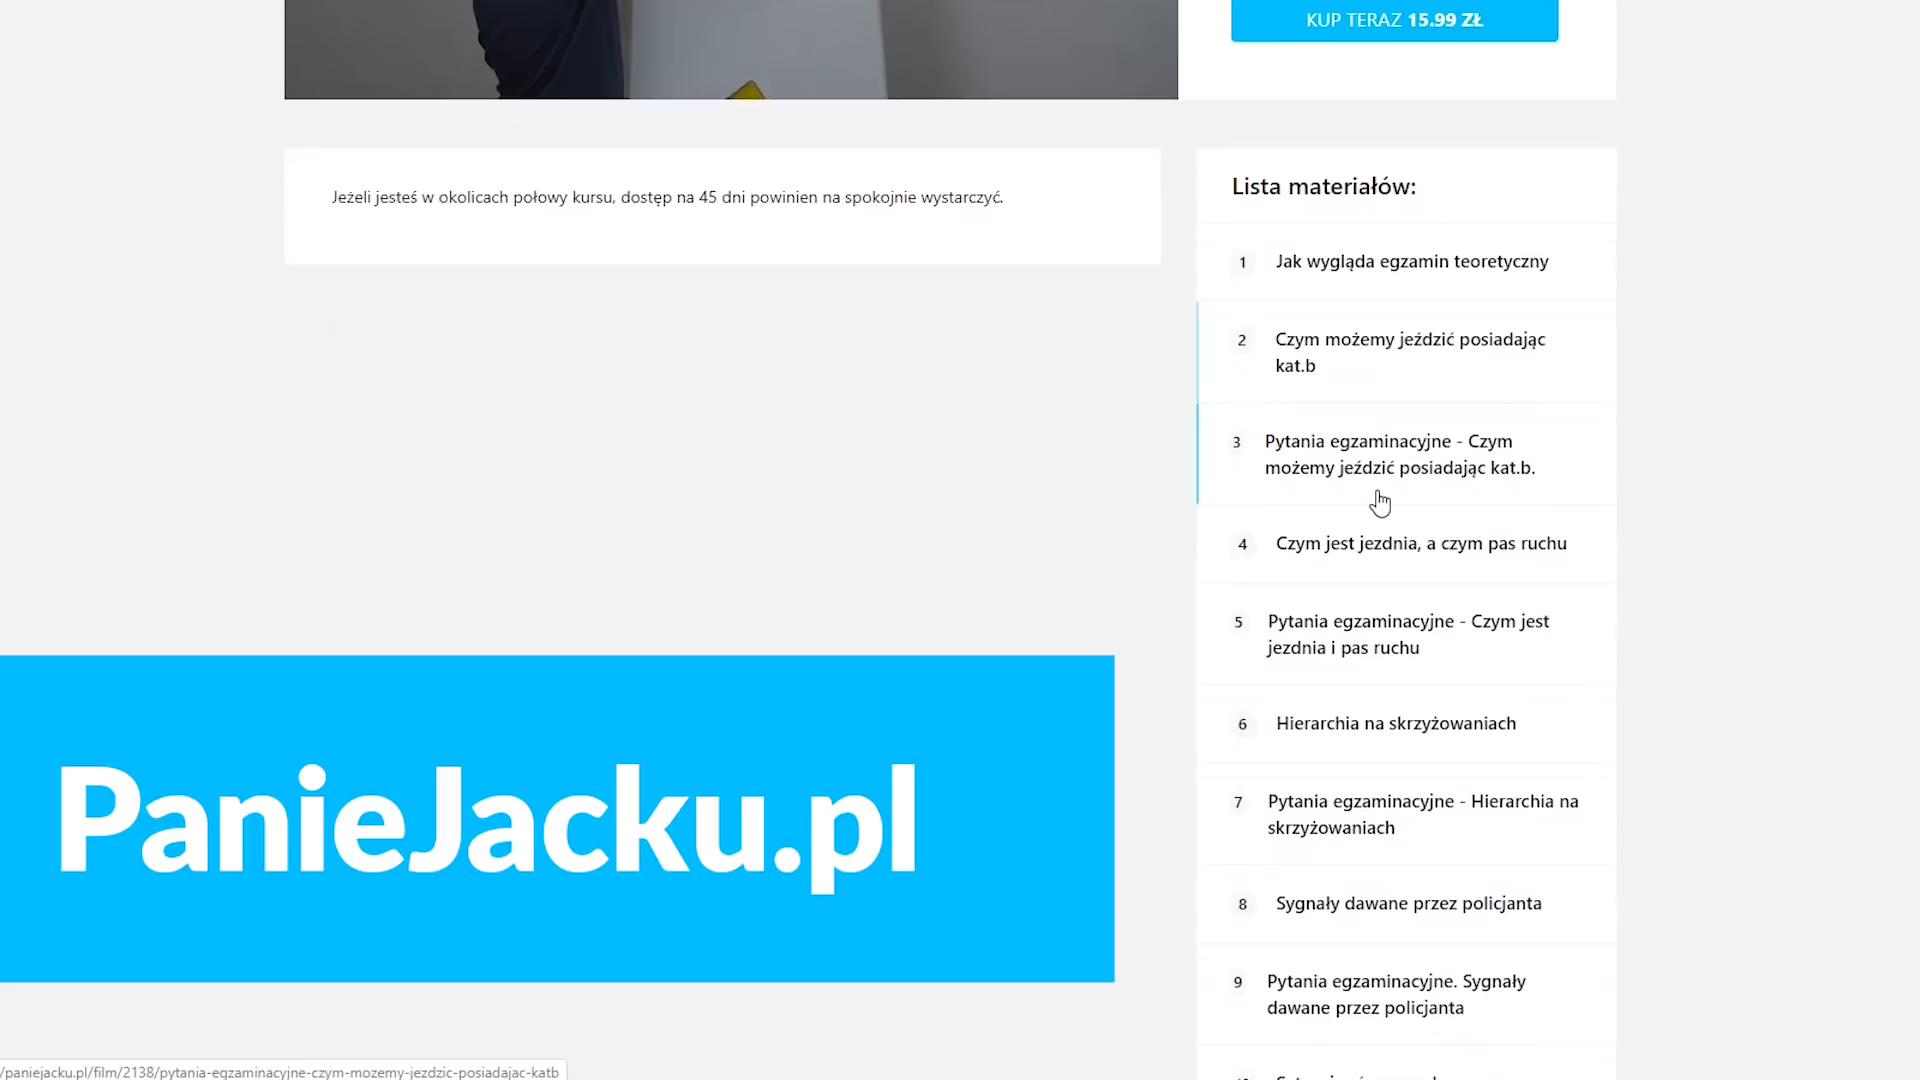 KUP TERAZ 15.99 ZŁ
Jeżeli jesteś w okolicach połowy kursu, dostęp na 45 dni powinien na spokojnie wystarczyć.
Lista materiałów:
1 Jak wygląda egzamin teoretyczny
2 Czym możemy jeździć posiadając
kat.b
3 Pytania egzaminacyjne - Czym
możemy jeździć posiadając kat.b.
4 Czym jest jezdnia, a czym pas ruchu
5 Pytania egzaminacyjne - Czym jest
jezdnia i pas ruchu
6 Hierarchia na skrzyżowaniach
7 Pytania egzaminacyjne - Hierarchia na
skrzyżowaniach
8 Sygnały dawane przez policjanta
9 Pytania egzaminacyjne. Sygnały
dawane przez policjanta
PanieJacku.pl
/paniejacku.pl/film/2138/pytania-egzaminacyjne-czym-mozemy-jezdzic-posiadajac-katb